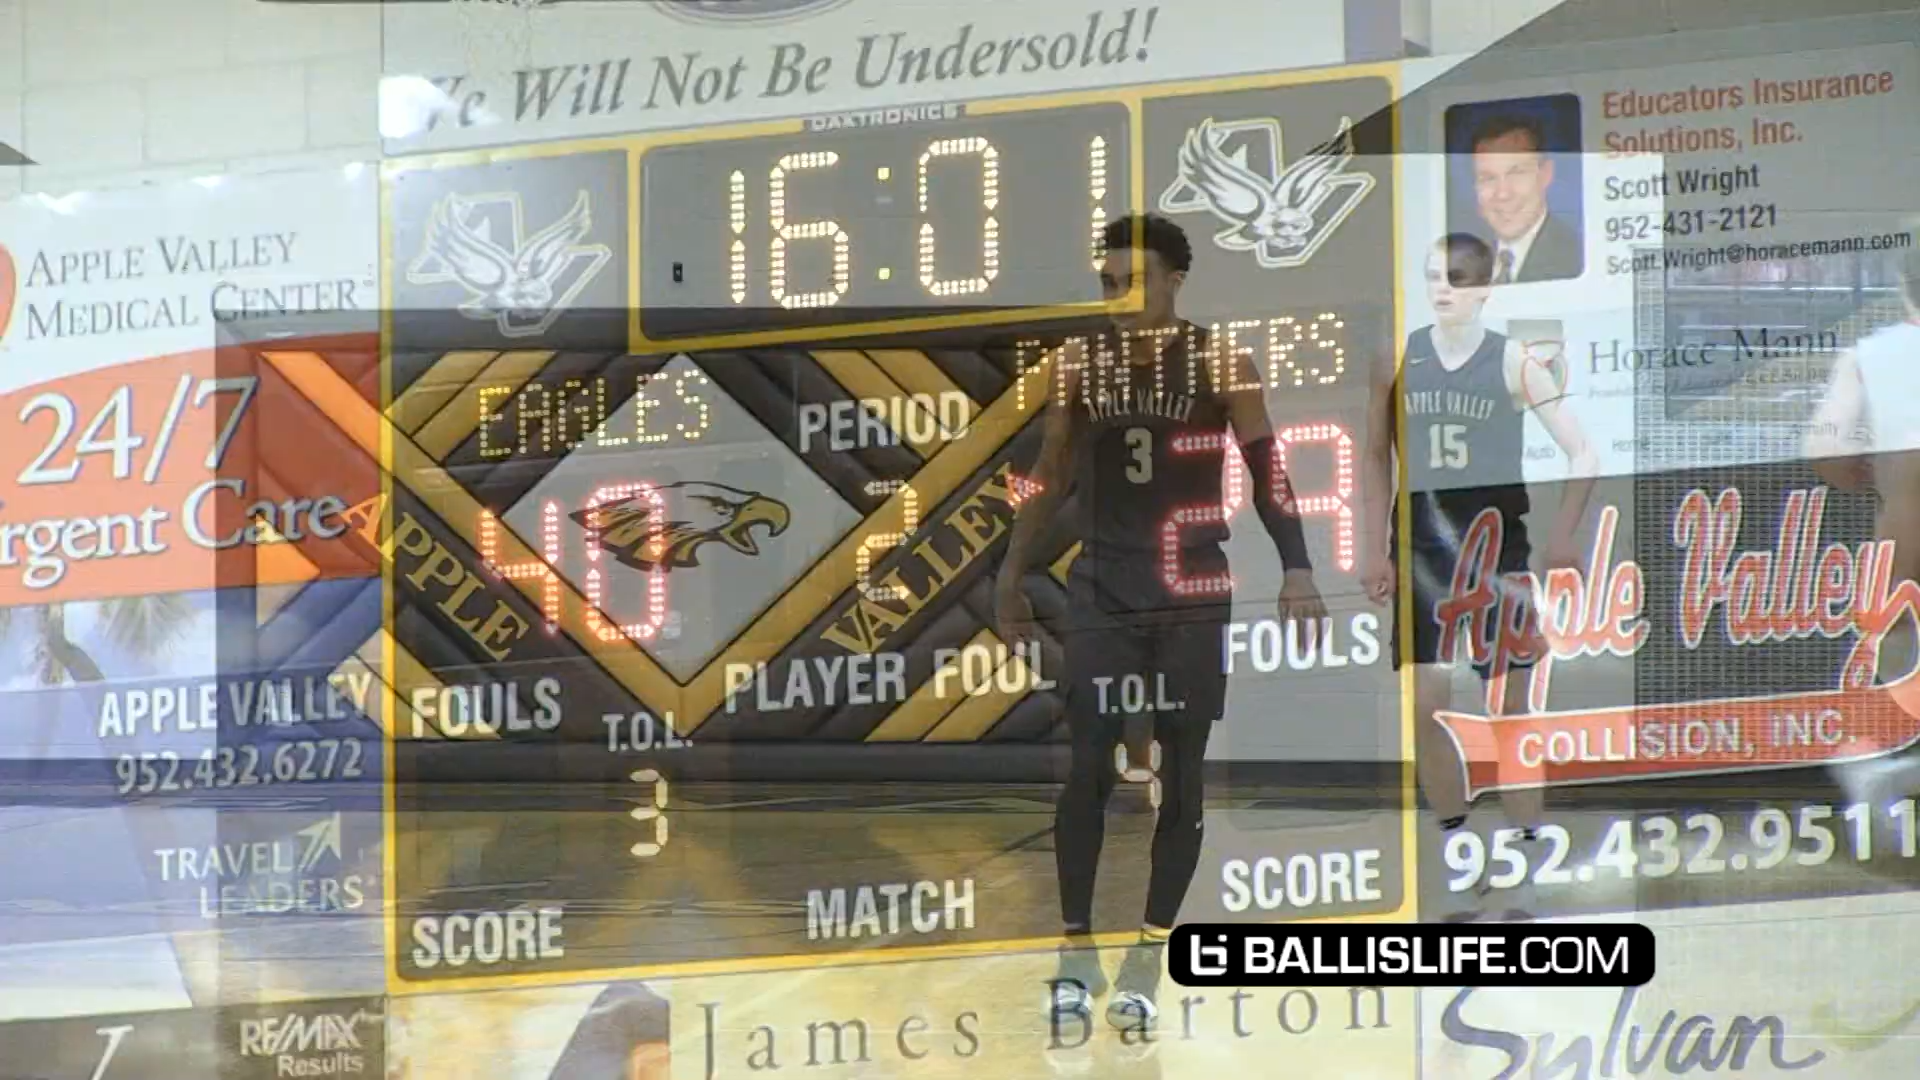 We Will Not Be Undersold!
DAKTRONICS
16:01
Educators Insurance
Solutions, Inc.
Scott Wright
952-431-2121
Scott.Wright@horacemann.com
Horace Mann
APPLE VALLEY
MEDICAL CENTER
24/7
Urgent Care
APPLE VALLEY
952.432.6272
TRAVEL
LEADERS
RE/MAX
Results
EAGLES
PERIOD
PANTHERS
40
2
29
APPLE
VALLEY
APPLE VALLEY
3
APPLE VALLEY
15
FOULS
T.O.L.
PLAYER FOUL
T.O.L.
FOULS
3
4
SCORE
MATCH
SCORE
Apple Valley
COLLISION, INC.
952.432.9511
BALLISLIFE.COM
James Barton
Sylvan